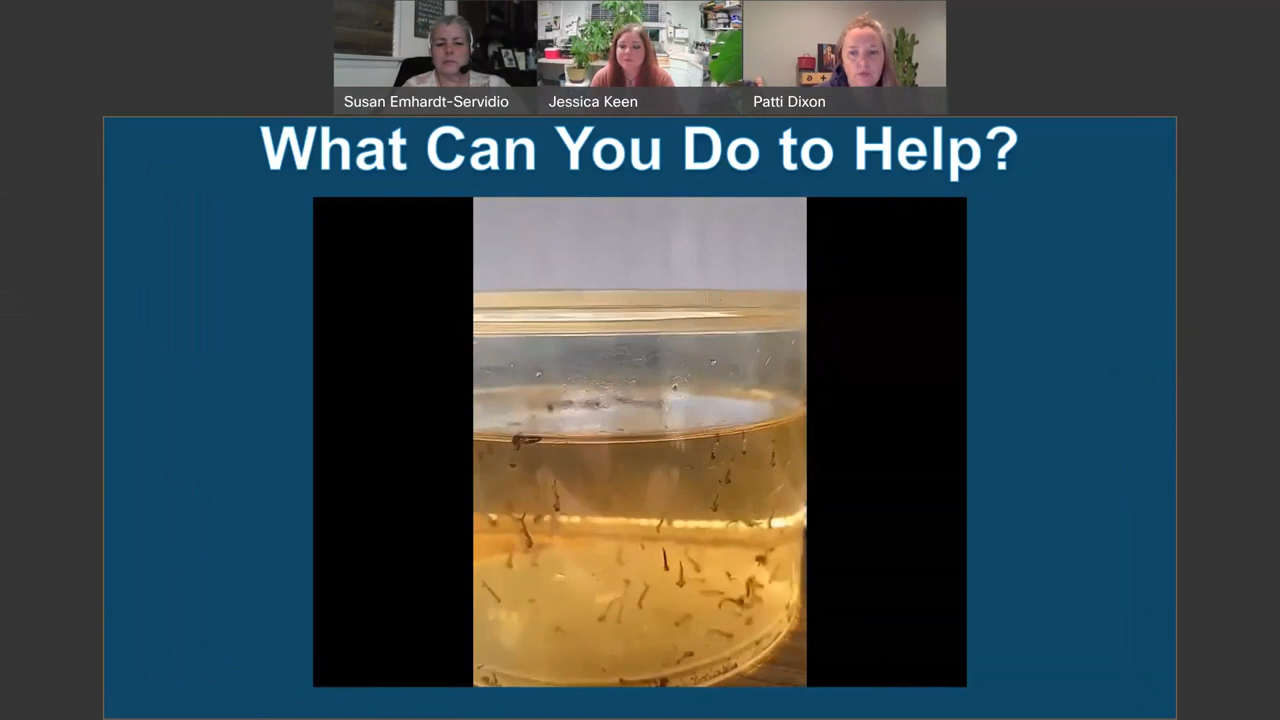 Susan Emhardt-Servidio
Jessica Keen
Patti Dixon
What Can You Do to Help?